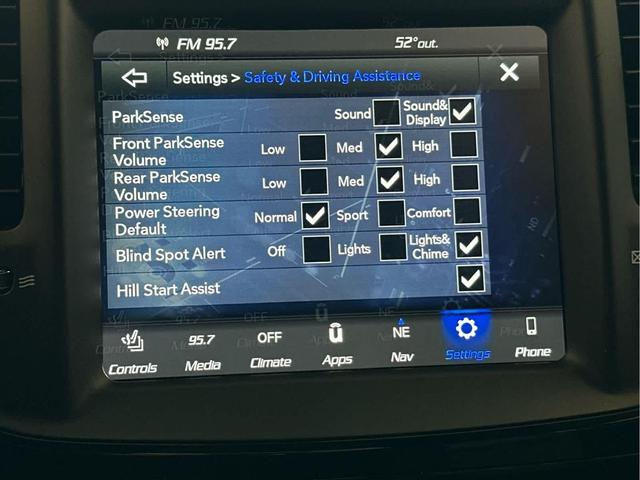 FM 95.7 52°out.
Settings > Safety & Driving Assistance
ParkSense Sound Sound& Display
Front ParkSense Volume Low Med High
Rear ParkSense Volume Low Med High
Power Steering Default Normal Sport Comfort
Blind Spot Alert Off Lights Lights& Chime
Hill Start Assist
95.7 OFF NE
Controls Media Climate Apps Nav Settings Phone